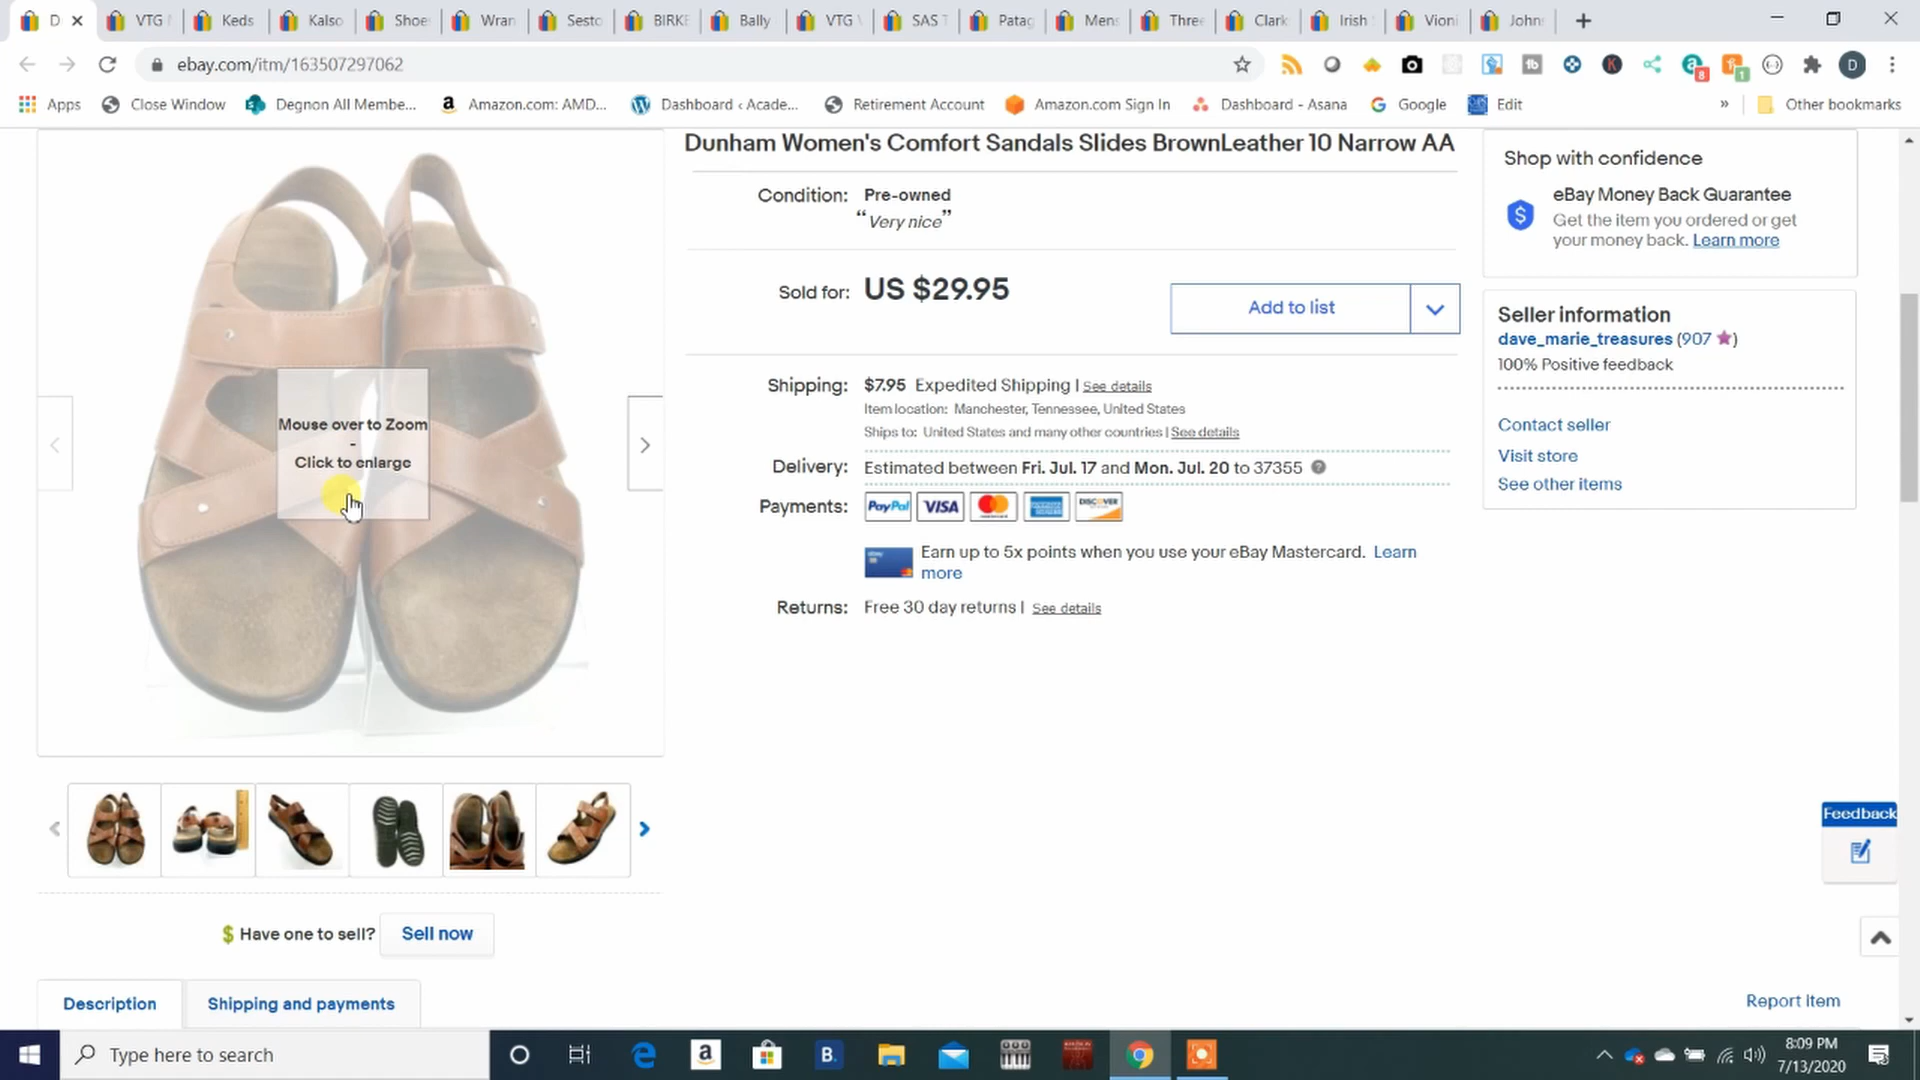 D
VTG
Keds
Kalso
Shoe
Wran
Sesto
BIRKE
Bally
VTG
SAS T
Patag
Mens
Three
Clark
Irish
Vioni
Johns
ebay.com/itm/163507297062
Apps
Close Window
Degnon All Membe...
Amazon.com: AMD...
Dashboard ‹ Acade...
Retirement Account
Amazon.com Sign In
Dashboard - Asana
Google
Edit
»
Other bookmarks
Dunham Women's Comfort Sandals Slides BrownLeather 10 Narrow AA
Condition: Pre-owned
“Very nice”
Sold for: US $29.95
Add to list
Shipping: $7.95 Expedited Shipping | See details
Item location: Manchester, Tennessee, United States
Ships to: United States and many other countries | See details
Delivery: Estimated between Fri. Jul. 17 and Mon. Jul. 20 to 37355
Payments: PayPal VISA DISCOVER
Earn up to 5x points when you use your eBay Mastercard. Learn
more
Returns: Free 30 day returns | See details
Shop with confidence
eBay Money Back Guarantee
Get the item you ordered or get
your money back. Learn more
Seller information
dave_marie_treasures (907 )
100% Positive feedback
Contact seller
Visit store
See other items
Mouse over to Zoom
-
Click to enlarge
Feedback
Have one to sell? Sell now
Description
Shipping and payments
Report item
Type here to search
8:09 PM
7/13/2020